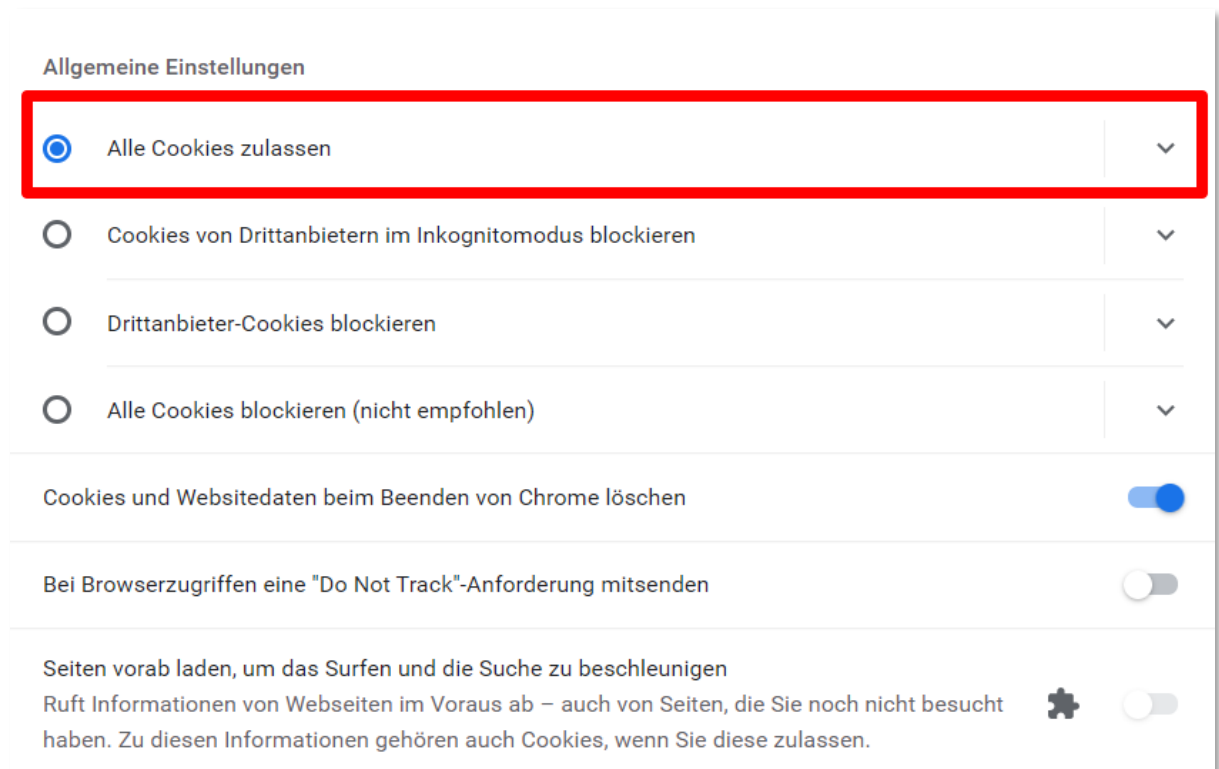 Allgemeine Einstellungen
Alle Cookies zulassen
Cookies von Drittanbietern im Inkognitomodus blockieren
Drittanbieter-Cookies blockieren
Alle Cookies blockieren (nicht empfohlen)
Cookies und Websitedaten beim Beenden von Chrome löschen
Bei Browserzugriffen eine "Do Not Track"-Anforderung mitsenden
Seiten vorab laden, um das Surfen und die Suche zu beschleunigen
Ruft Informationen von Webseiten im Voraus ab – auch von Seiten, die Sie noch nicht besucht
haben. Zu diesen Informationen gehören auch Cookies, wenn Sie diese zulassen.